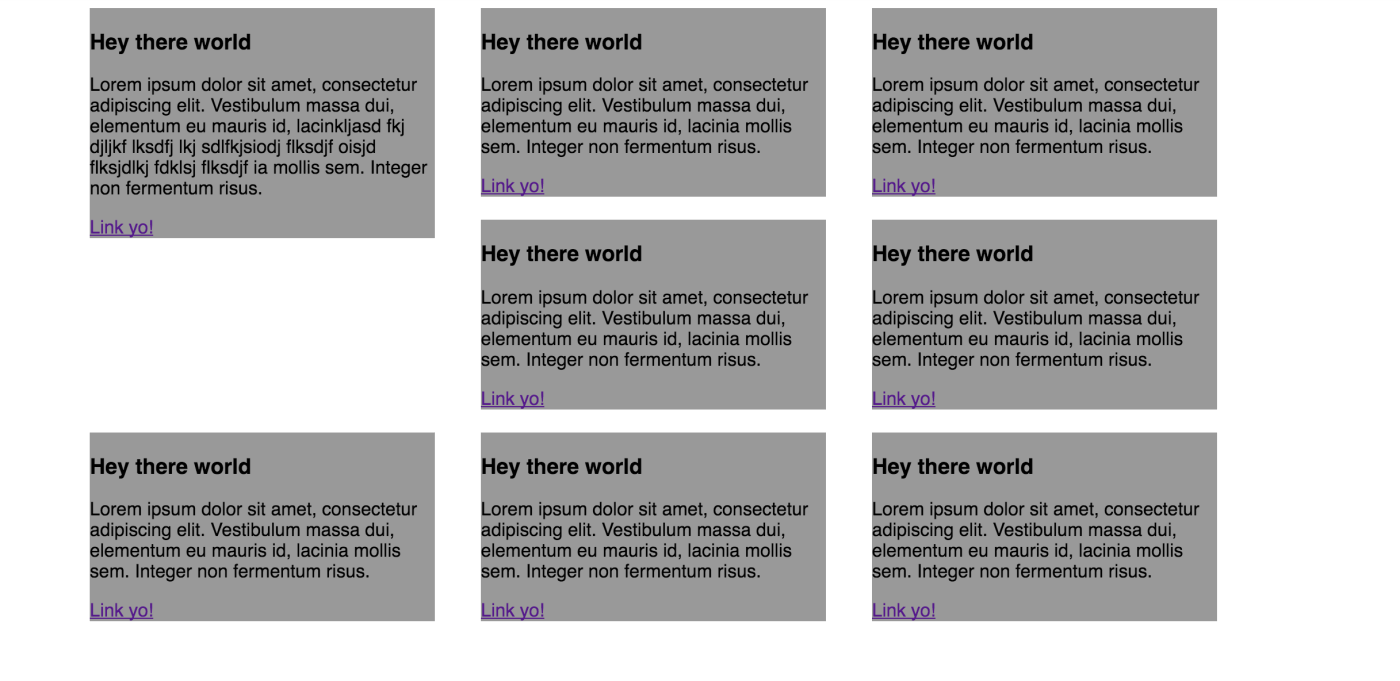 Hey there world
Lorem ipsum dolor sit amet, consectetur
adipiscing elit. Vestibulum massa dui,
elementum eu mauris id, lacinkljasd fkj
djljkf lksdfj lkj sdlfkjsiodj flksdjf oisjd
flksjdlkj fdklsj flksdjf ia mollis sem. Integer
non fermentum risus.
Link yo!
Hey there world
Lorem ipsum dolor sit amet, consectetur
adipiscing elit. Vestibulum massa dui,
elementum eu mauris id, lacinia mollis
sem. Integer non fermentum risus.
Link yo!
Hey there world
Lorem ipsum dolor sit amet, consectetur
adipiscing elit. Vestibulum massa dui,
elementum eu mauris id, lacinia mollis
sem. Integer non fermentum risus.
Link yo!
Hey there world
Lorem ipsum dolor sit amet, consectetur
adipiscing elit. Vestibulum massa dui,
elementum eu mauris id, lacinia mollis
sem. Integer non fermentum risus.
Link yo!
Hey there world
Lorem ipsum dolor sit amet, consectetur
adipiscing elit. Vestibulum massa dui,
elementum eu mauris id, lacinia mollis
sem. Integer non fermentum risus.
Link yo!
Hey there world
Lorem ipsum dolor sit amet, consectetur
adipiscing elit. Vestibulum massa dui,
elementum eu mauris id, lacinia mollis
sem. Integer non fermentum risus.
Link yo!
Hey there world
Lorem ipsum dolor sit amet, consectetur
adipiscing elit. Vestibulum massa dui,
elementum eu mauris id, lacinia mollis
sem. Integer non fermentum risus.
Link yo!
Hey there world
Lorem ipsum dolor sit amet, consectetur
adipiscing elit. Vestibulum massa dui,
elementum eu mauris id, lacinia mollis
sem. Integer non fermentum risus.
Link yo!